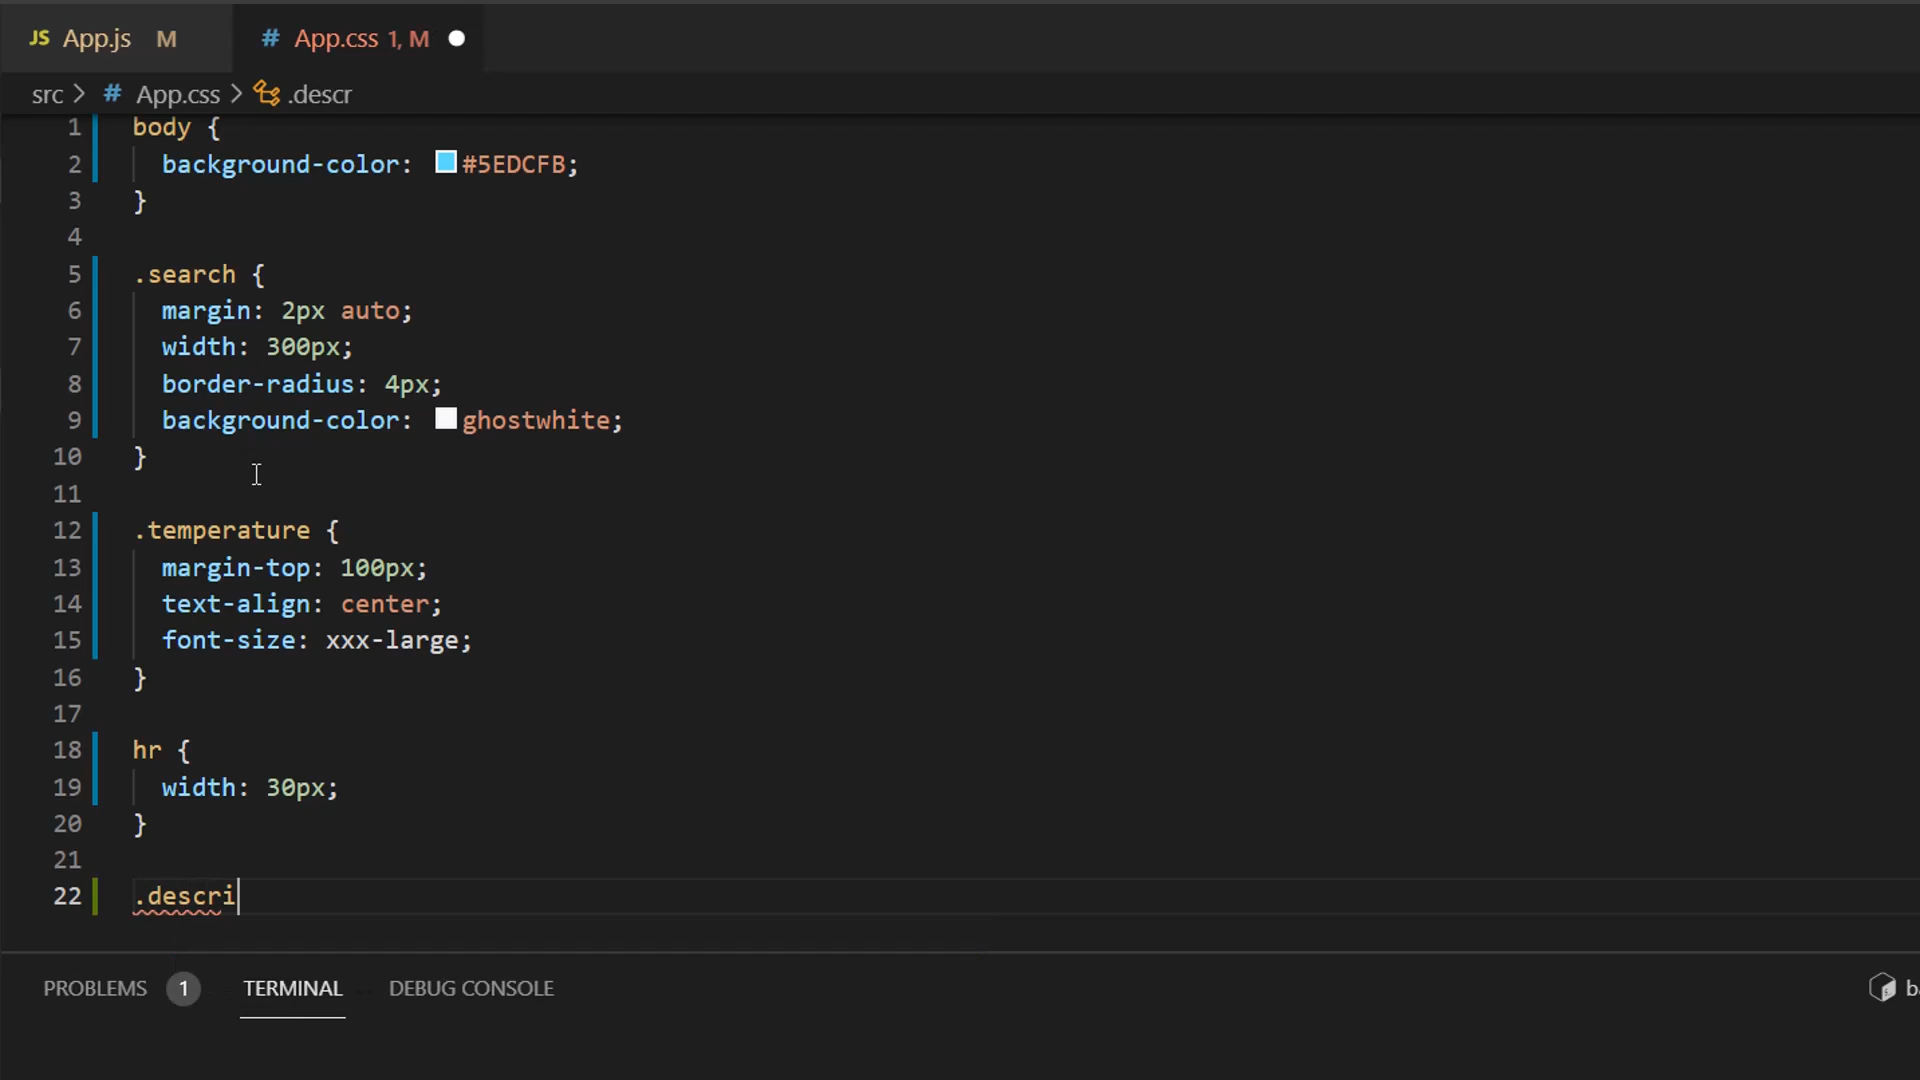 JS App.js M # App.css 1, M
src > # App.css > .descr
1 body {
2 background-color: #5EDCFB;
3 }
4
5 .search {
6 margin: 2px auto;
7 width: 300px;
8 border-radius: 4px;
9 background-color: ghostwhite;
10 }
11
12 .temperature {
13 margin-top: 100px;
14 text-align: center;
15 font-size: xxx-large;
16 }
17
18 hr {
19 width: 30px;
20 }
21
22 .descri
PROBLEMS 1 TERMINAL DEBUG CONSOLE